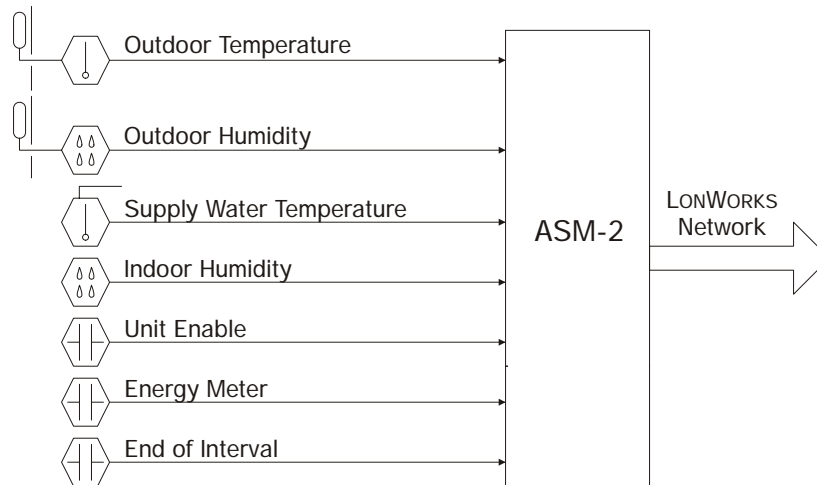 Outdoor Temperature
Outdoor Humidity
Supply Water Temperature
Indoor Humidity
Unit Enable
Energy Meter
End of Interval
ASM-2
LONWORKS
Network